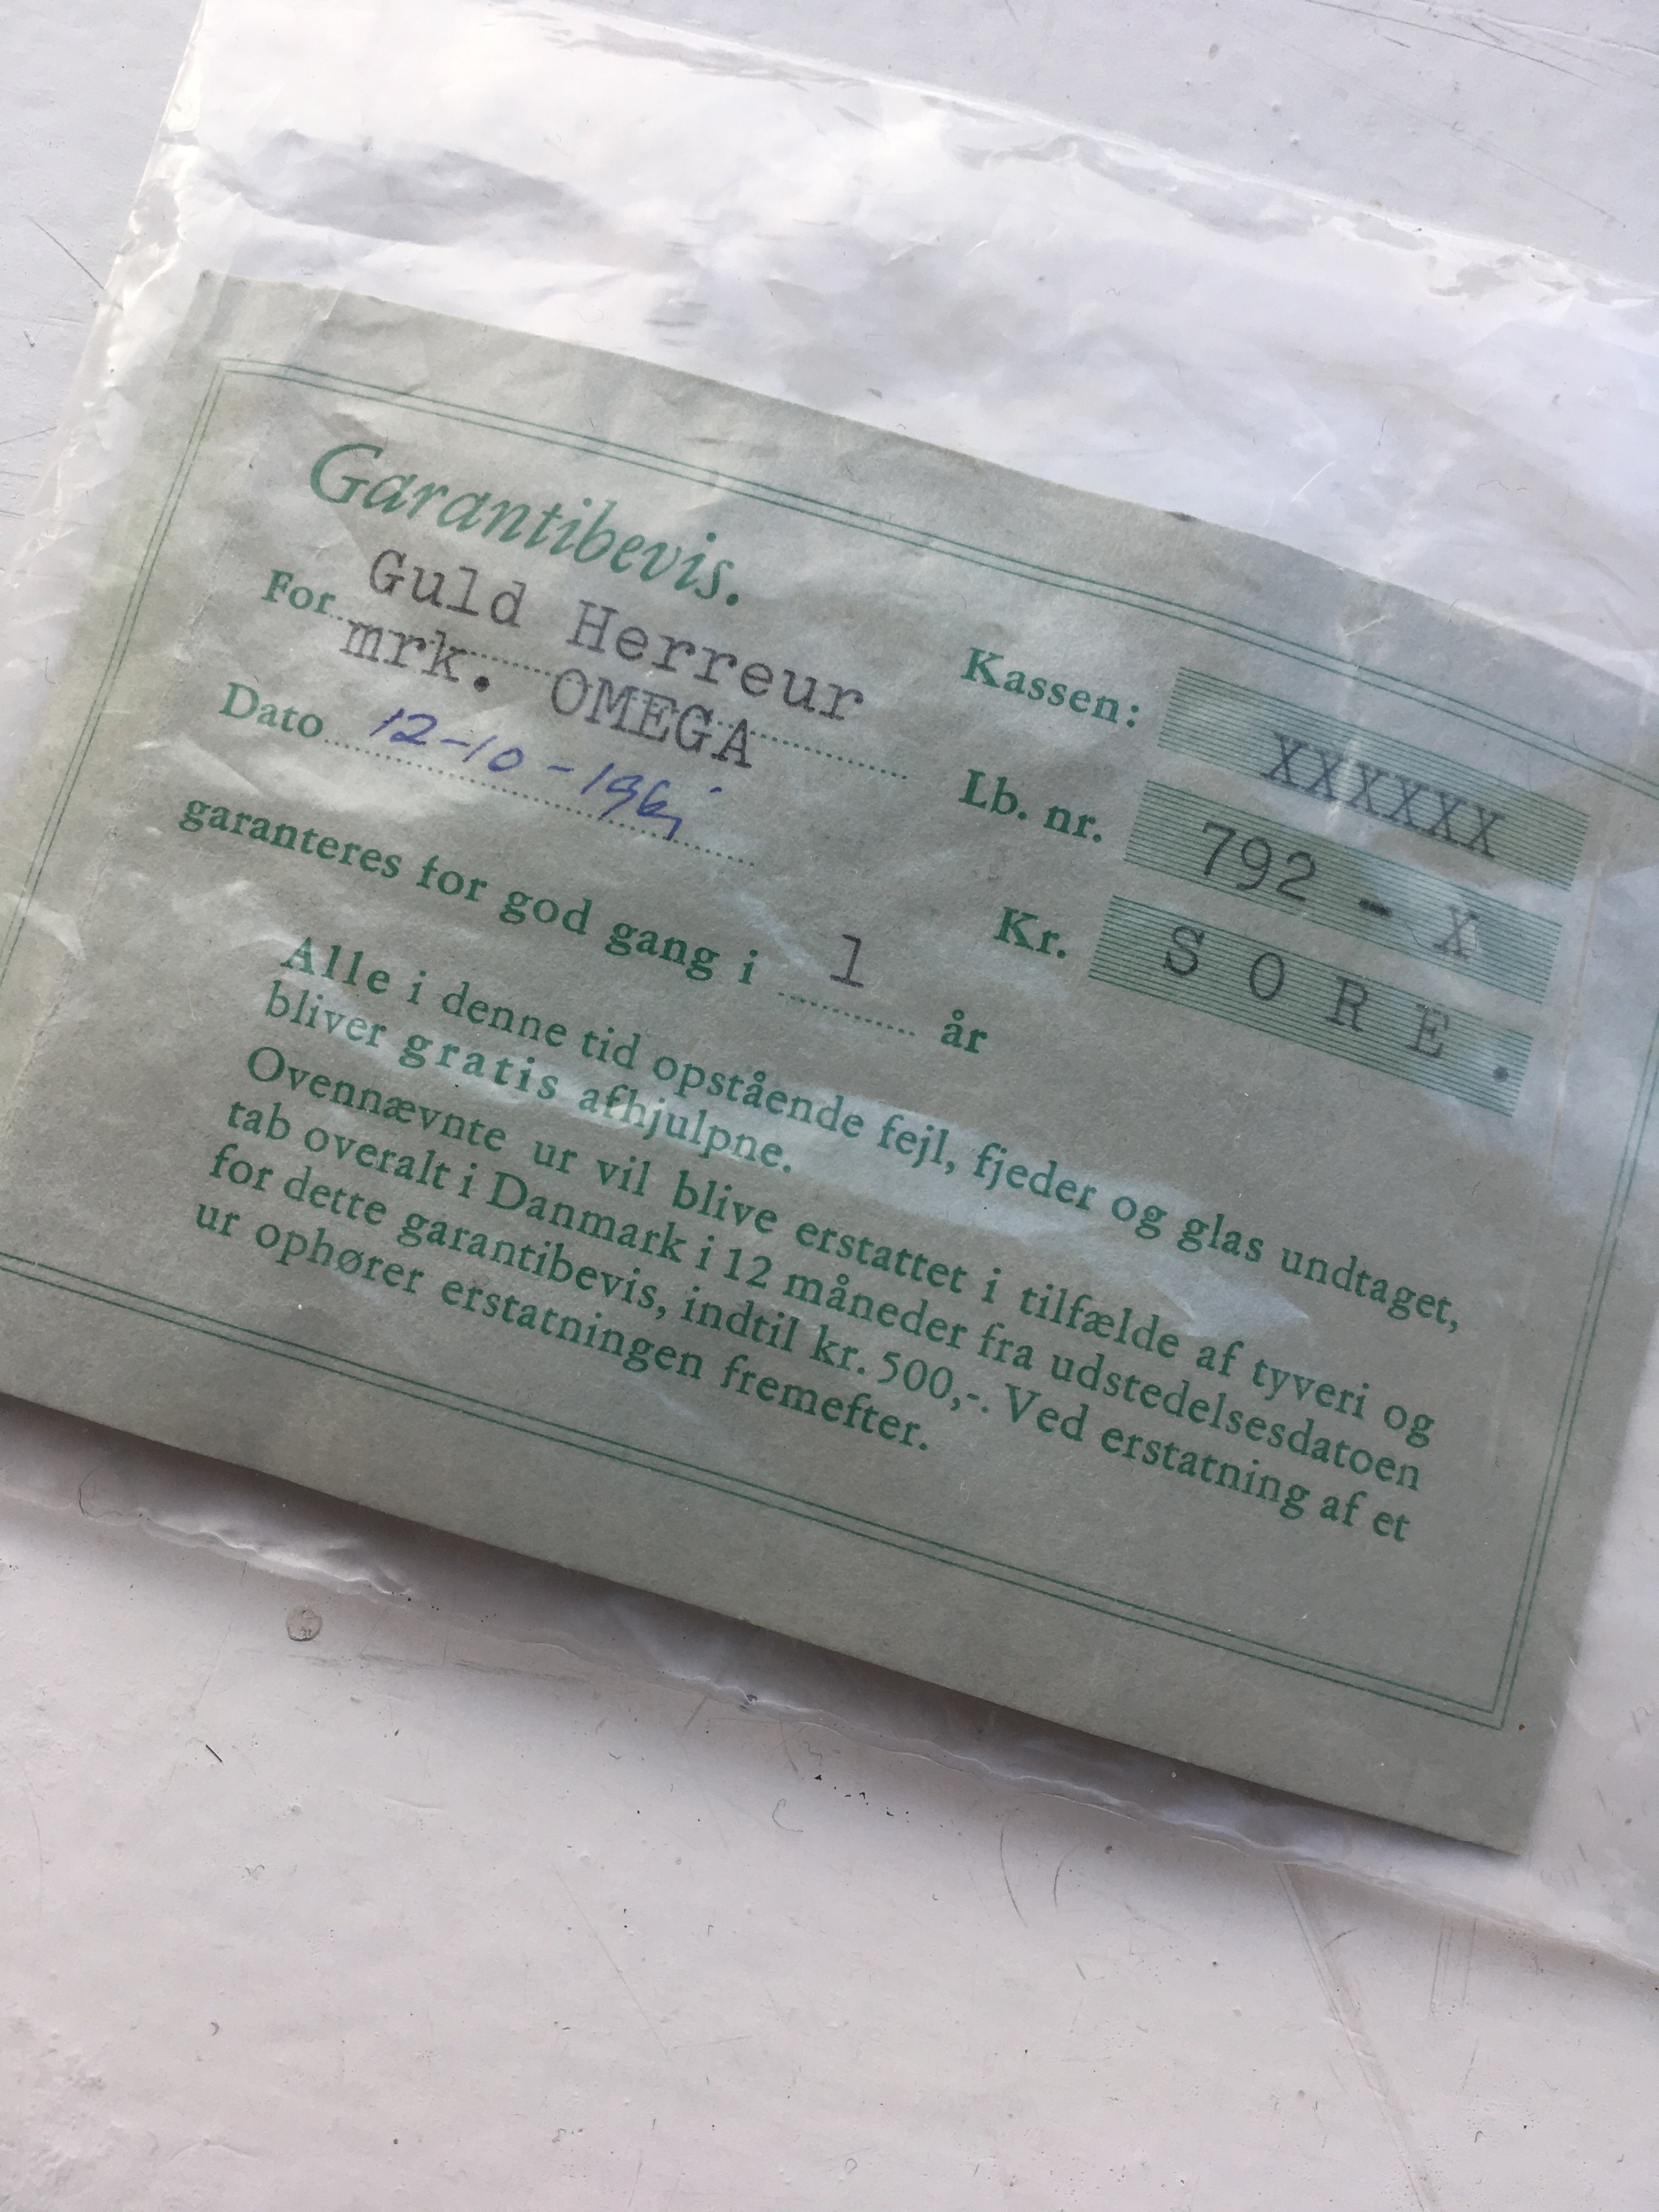 Garantibevis.
For Guld Herreur
mrk. OMEGA
Dato 12-10-
Kassen: XXXXXX
Lb. nr. 792 - X
Kr. S O R E .
garanteres for god gang i 1 år
Alle i denne tid opstående fejl, fjeder og glas undtaget,
bliver gratis afhjulpne.
Ovennævnte ur vil blive erstattet i tilfælde af tyveri og
tab overalt i Danmark i 12 måneder fra udstedelsesdatoen
for dette garantibevis, indtil kr. 500,-. Ved erstatning af et
ur ophører erstatningen fremefter.